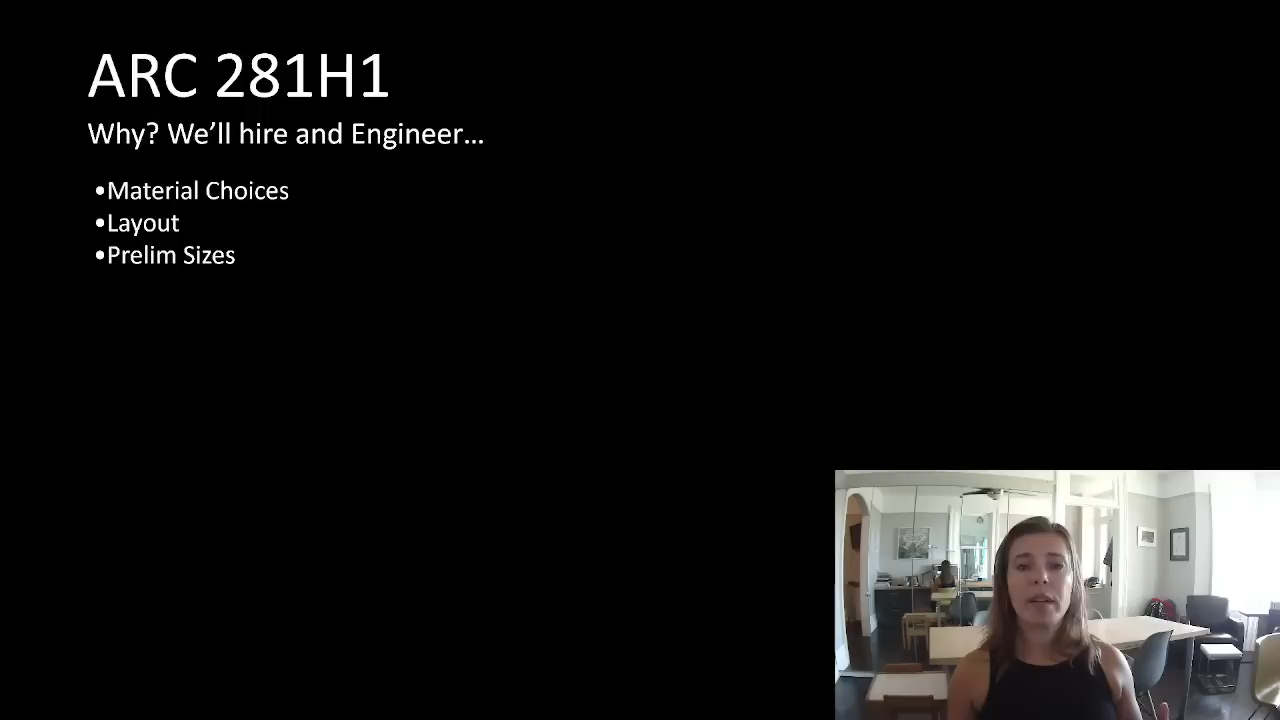 ARC 281H1
Why? We’ll hire and Engineer…
•Material Choices
•Layout
•Prelim Sizes